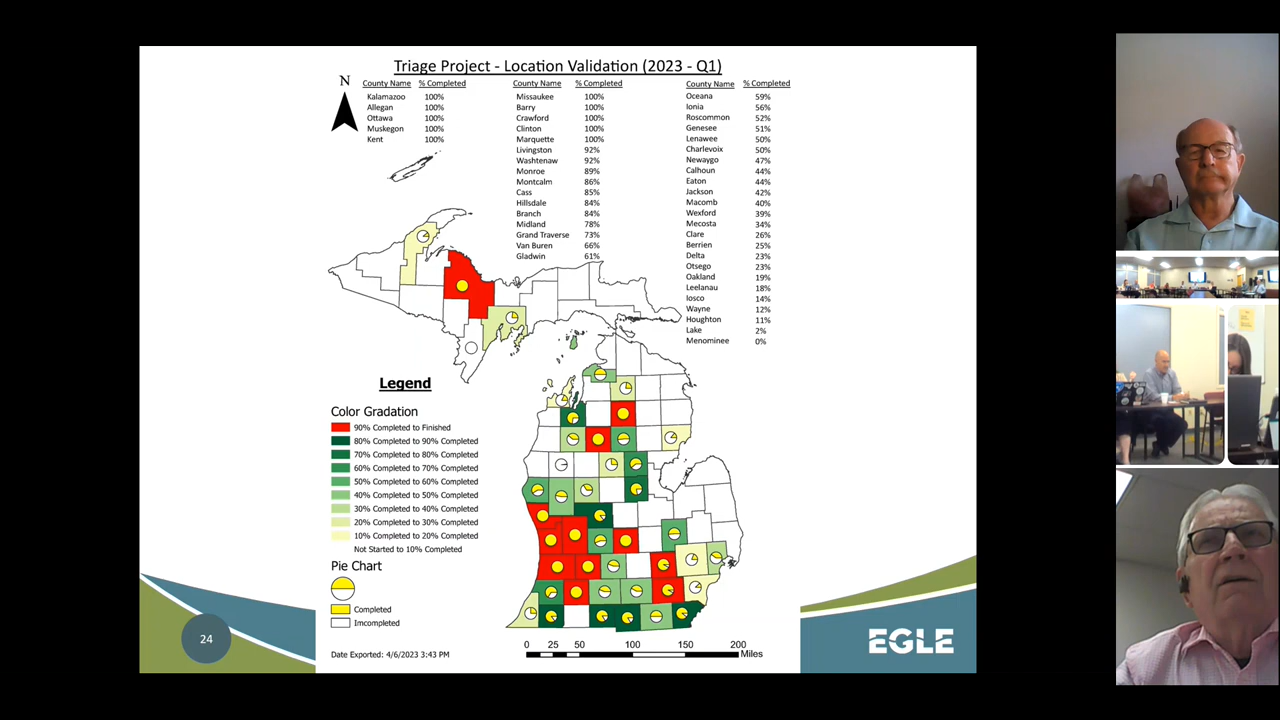 Triage Project - Location Validation (2023 - Q1)
N
County Name % Completed
Kalamazoo 100%
Allegan 100%
Ottawa 100%
Muskegon 100%
Kent 100%
County Name % Completed
Missaukee 100%
Barry 100%
Crawford 100%
Clinton 100%
Marquette 100%
Livingston 92%
Washtenaw 92%
Monroe 89%
Montcalm 86%
Cass 85%
Hillsdale 84%
Branch 84%
Midland 78%
Grand Traverse 73%
Van Buren 66%
Gladwin 61%
County Name % Completed
Oceana 59%
Ionia 56%
Roscommon 52%
Genesee 51%
Lenawee 50%
Charlevoix 50%
Newaygo 47%
Calhoun 44%
Eaton 44%
Jackson 42%
Macomb 40%
Wexford 39%
Mecosta 34%
Clare 26%
Berrien 25%
Delta 23%
Otsego 23%
Oakland 19%
Leelanau 18%
Iosco 14%
Wayne 12%
Houghton 11%
Lake 2%
Menominee 0%
Legend
Color Gradation
90% Completed to Finished
80% Completed to 90% Completed
70% Completed to 80% Completed
60% Completed to 70% Completed
50% Completed to 60% Completed
40% Completed to 50% Completed
30% Completed to 40% Completed
20% Completed to 30% Completed
10% Completed to 20% Completed
Not Started to 10% Completed
Pie Chart
Completed
Imcompleted
Date Exported: 4/6/2023 3:43 PM
0 25 50 100 150 200
Miles
24
EGLE